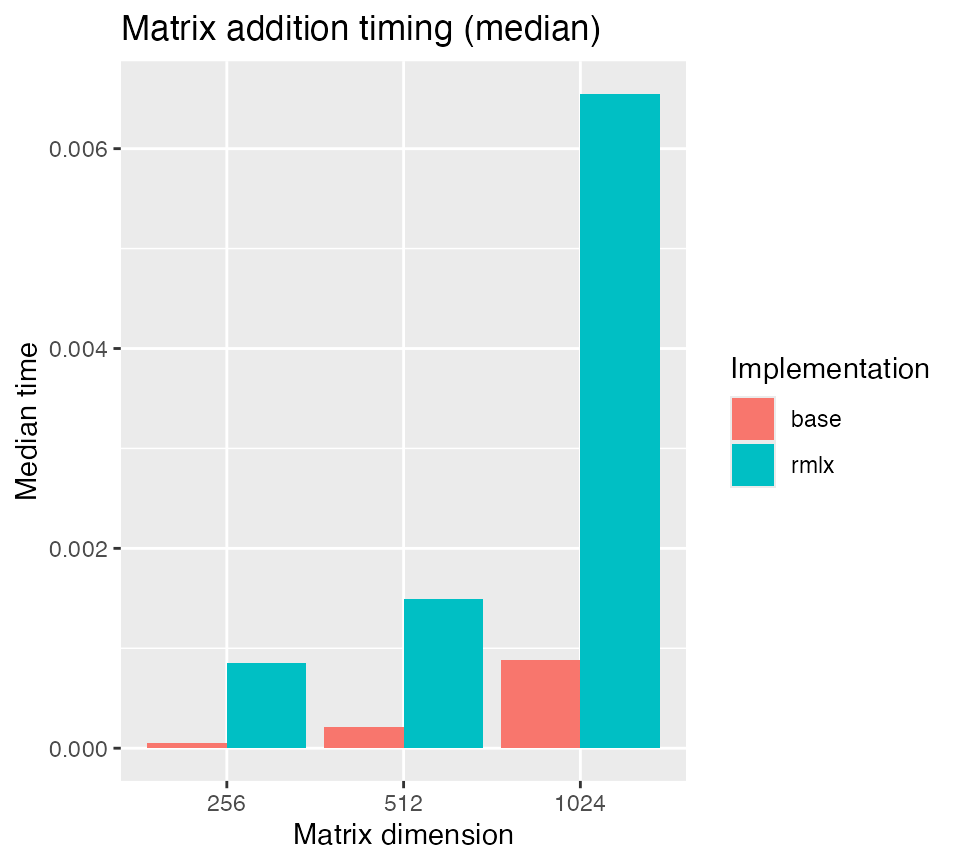 Matrix addition timing (median)
Median time
0.006
0.004
0.002
0.000
256 512 1024
Matrix dimension
Implementation
base
rmlx